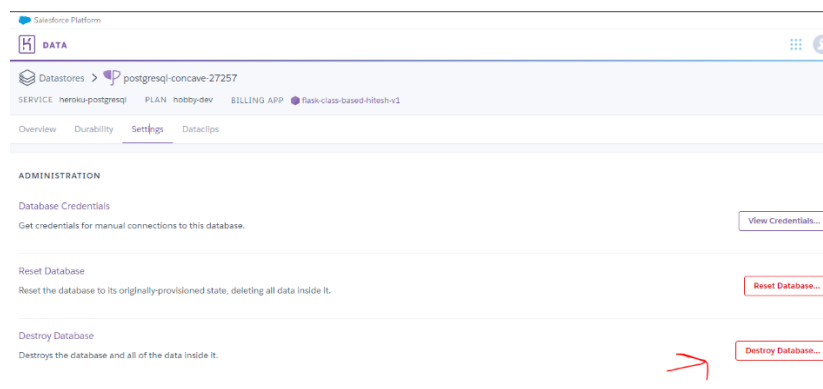 Salesforce Platform
DATA
Datastores > postgresql-concave-27257
SERVICE heroku-postgresql PLAN hobby-dev BILLING APP flask-class-based-hitesh-v1
Overview Durability Settings Dataclips
ADMINISTRATION
Database Credentials
Get credentials for manual connections to this database.
View Credentials...
Reset Database
Reset the database to its originally-provisioned state, deleting all data inside it.
Reset Database...
Destroy Database
Destroys the database and all of the data inside it.
Destroy Database...